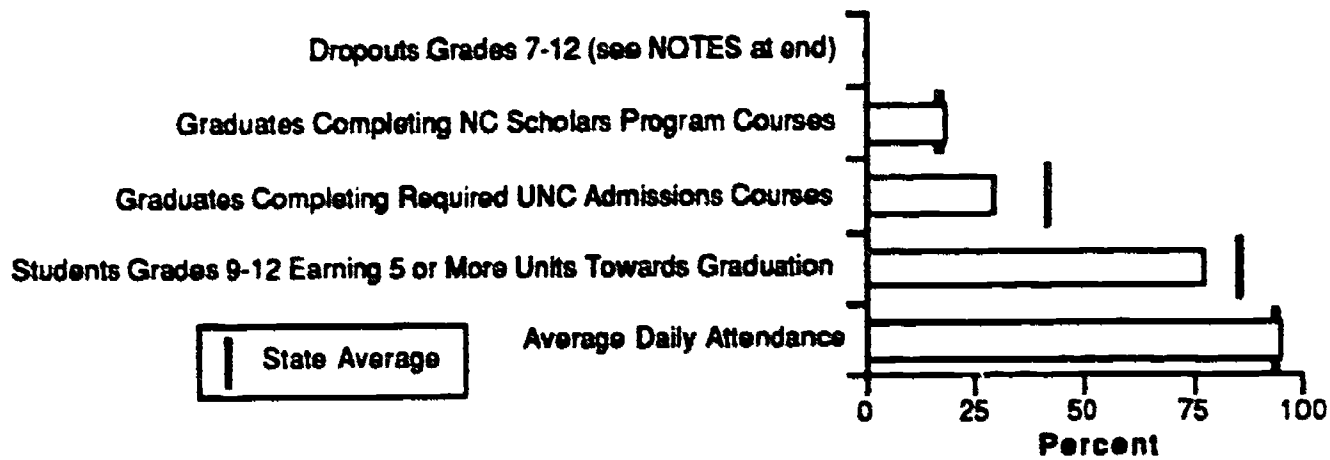 Dropouts Grades 7-12 (see NOTES at end)
Graduates Completing NC Scholars Program Courses
Graduates Completing Required UNC Admissions Courses
Students Grades 9-12 Earning 5 or More Units Towards Graduation
Average Daily Attendance
State Average
0 25 50 75 100
Percent